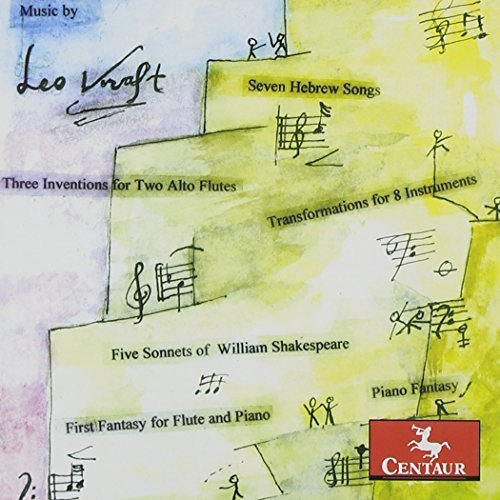 Music by
Leo Kraft
Seven Hebrew Songs
Three Inventions for Two Alto Flutes
Transformations for 8 Instruments
Five Sonnets of William Shakespeare
Piano Fantasy
First Fantasy for Flute and Piano
CENTAUR